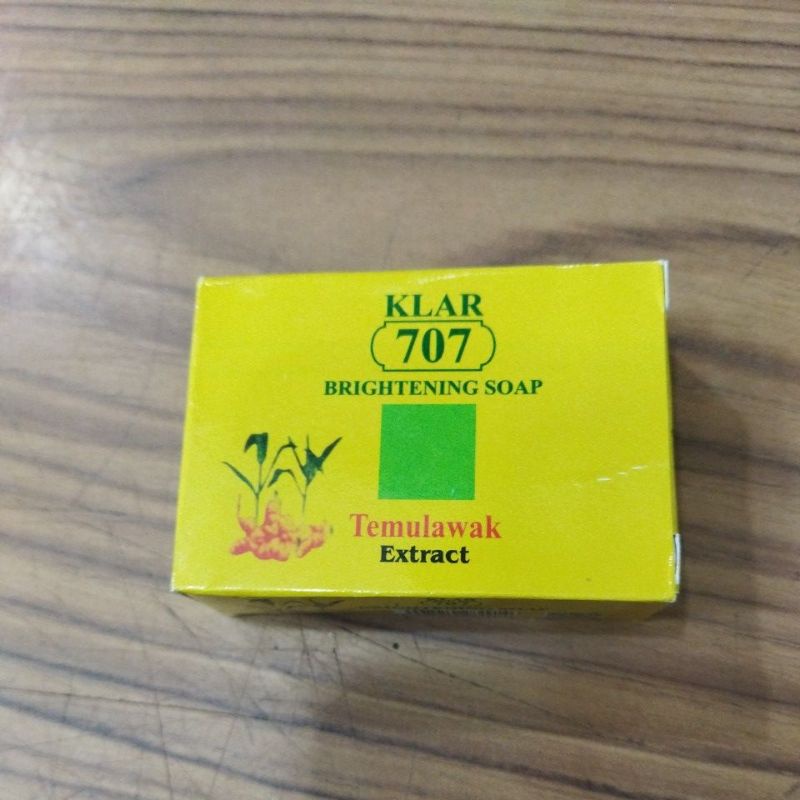 KLAR
707
BRIGHTENING SOAP
Temulawak
Extract